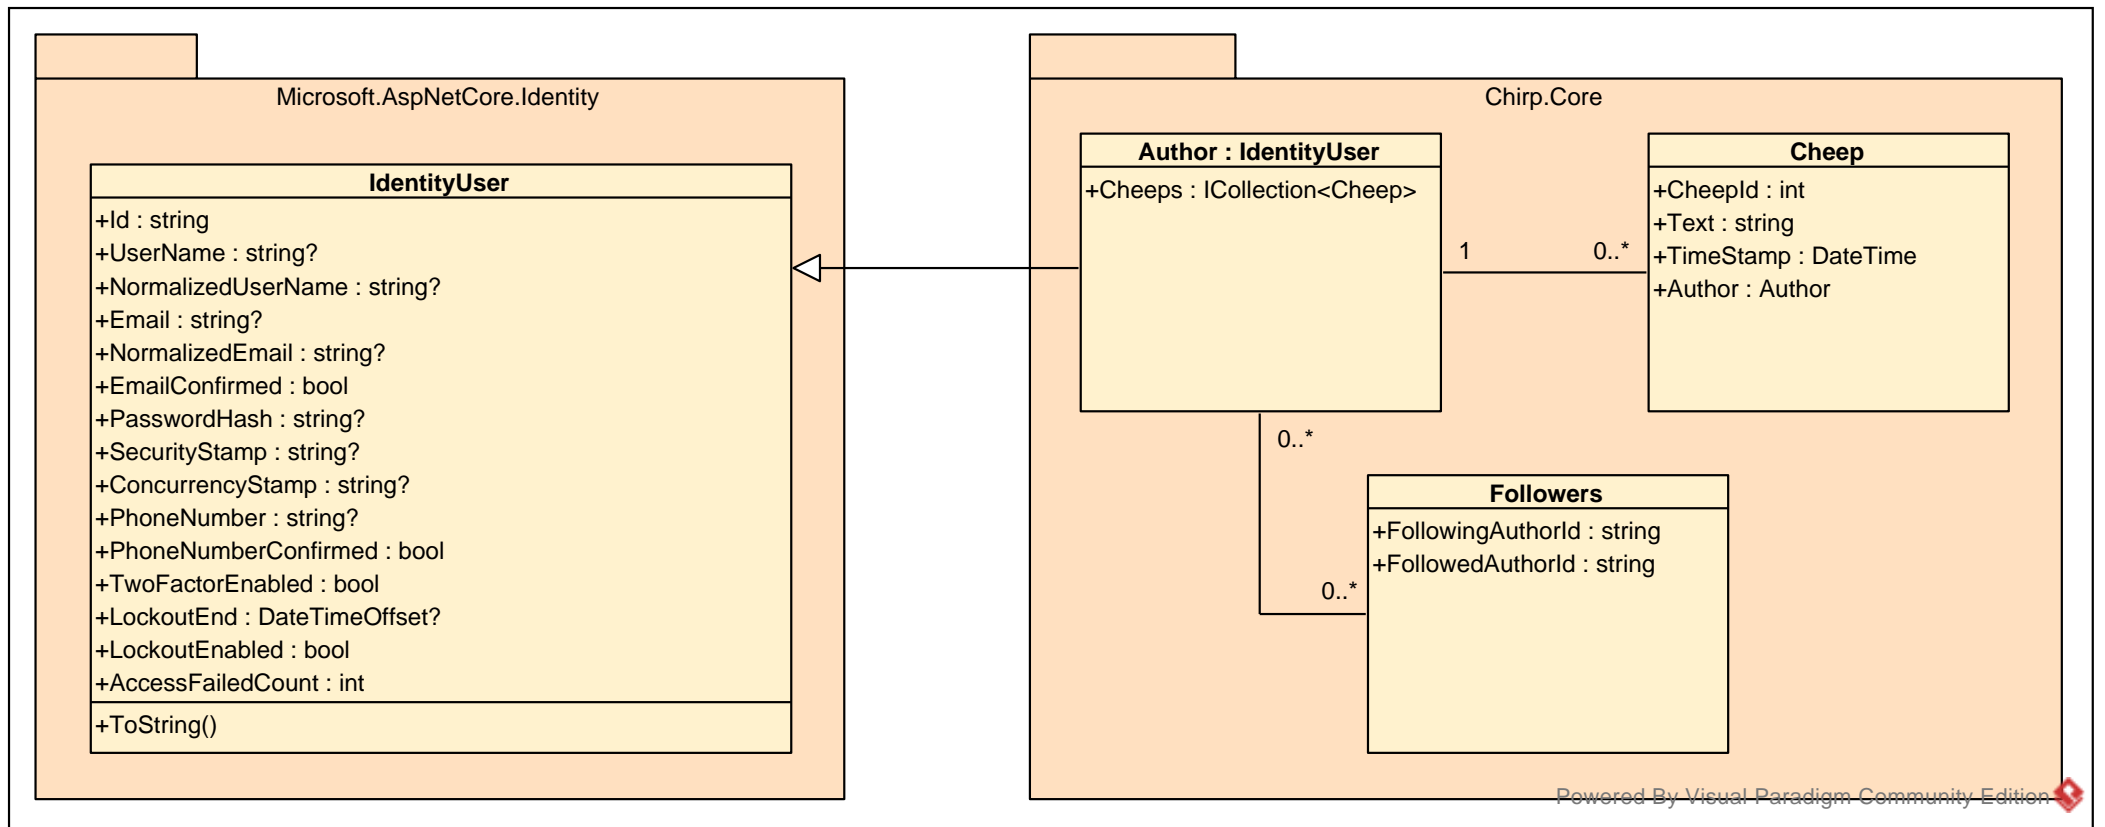 Microsoft.AspNetCore.Identity
IdentityUser
+Id : string
+UserName : string?
+NormalizedUserName : string?
+Email : string?
+NormalizedEmail : string?
+EmailConfirmed : bool
+PasswordHash : string?
+SecurityStamp : string?
+ConcurrencyStamp : string?
+PhoneNumber : string?
+PhoneNumberConfirmed : bool
+TwoFactorEnabled : bool
+LockoutEnd : DateTimeOffset?
+LockoutEnabled : bool
+AccessFailedCount : int
+ToString()
Chirp.Core
Author : IdentityUser
+Cheeps : ICollection<Cheep>
1
0..*
Cheep
+CheepId : int
+Text : string
+TimeStamp : DateTime
+Author : Author
0..*
0..*
Followers
+FollowingAuthorId : string
+FollowedAuthorId : string
Powered By Visual Paradigm Community Edition